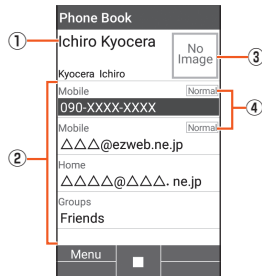 Phone Book
① Ichiro Kyocera
No Image ③
Kyocera Ichiro
Mobile Normal
090-XXXX-XXXX
④
Mobile Normal
△△△@ezweb.ne.jp
②
Home
△△△△@△△△. ne.jp
Groups
Friends
Menu